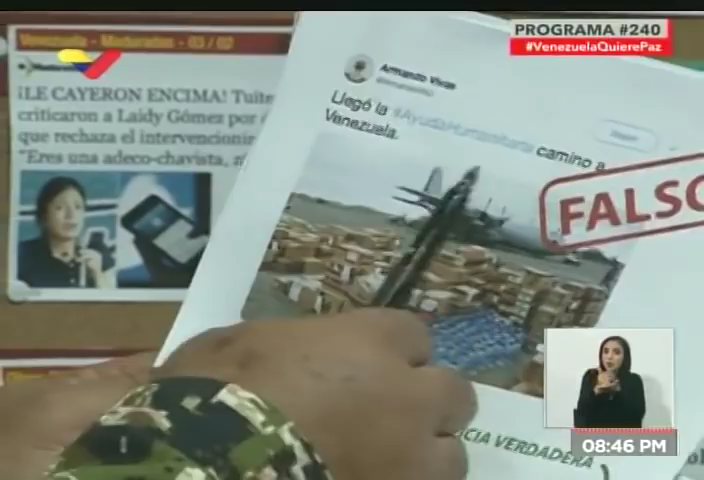 PROGRAMA #240
#VenezuelaQuierePaz
Venezuela - Maduradas - 03 / 02
¡LE CAYERON ENCIMA! Tuite
criticaron a Laidy Gómez por
que rechaza el intervencionis
"Eres una adeco-chavista,
Armando Vivas
Llegó la #AyudaHumanitaria camino a
Venezuela.
FALSO
CIA VERDADERA
08:46 PM